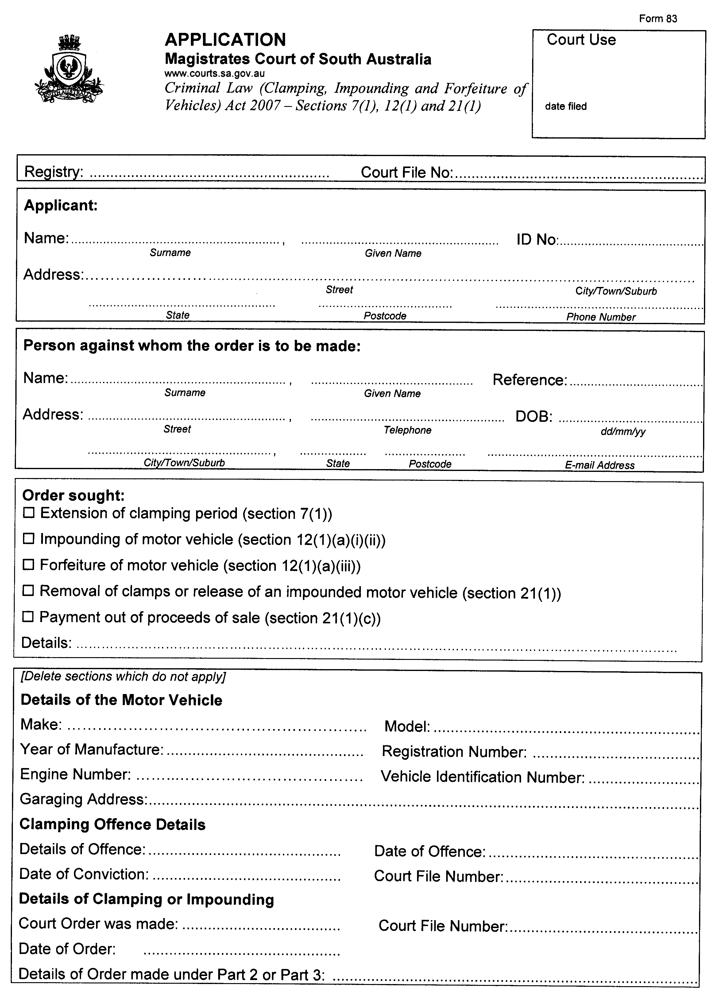 Form 83
APPLICATION
Magistrates Court of South Australia
www.courts.sa.gov.au
Criminal Law (Clamping, Impounding and Forfeiture of
Vehicles) Act 2007 – Sections 7(1), 12(1) and 21(1)
Court Use
date filed
SOUTH AUSTRALIA
Registry: ........................................................ Court File No: ........................................................
Applicant:
Name: ................................................ , ................................................ ID No: ................................
Surname Given Name
Address: ................................................................................................................................
Street City/Town/Suburb
................................................ ................................ ................................................
State Postcode Phone Number
Person against whom the order is to be made:
Name: ................................................ , ........................................ Reference: ................................
Surname Given Name
Address: ................................................ , ................................................ DOB: ................................
Street Telephone dd/mm/yy
................................................ , ................ .................... ................................................
City/Town/Suburb State Postcode E-mail Address
Order sought:
☐ Extension of clamping period (section 7(1))
☐ Impounding of motor vehicle (section 12(1)(a)(i)(ii))
☐ Forfeiture of motor vehicle (section 12(1)(a)(iii))
☐ Removal of clamps or release of an impounded motor vehicle (section 21(1))
☐ Payment out of proceeds of sale (section 21(1)(c))
Details: ................................................................................................................................
[Delete sections which do not apply]
Details of the Motor Vehicle
Make: ................................................................ Model: ................................................................
Year of Manufacture: ................................................ Registration Number: ........................................
Engine Number: ........................................................ Vehicle Identification Number: ............................
Garaging Address: ................................................................................................................................
Clamping Offence Details
Details of Offence: ................................................ Date of Offence: ................................................
Date of Conviction: ................................................ Court File Number: ................................................
Details of Clamping or Impounding
Court Order was made: ........................................ Court File Number: ................................................
Date of Order: ................................................
Details of Order made under Part 2 or Part 3: ................................................................................